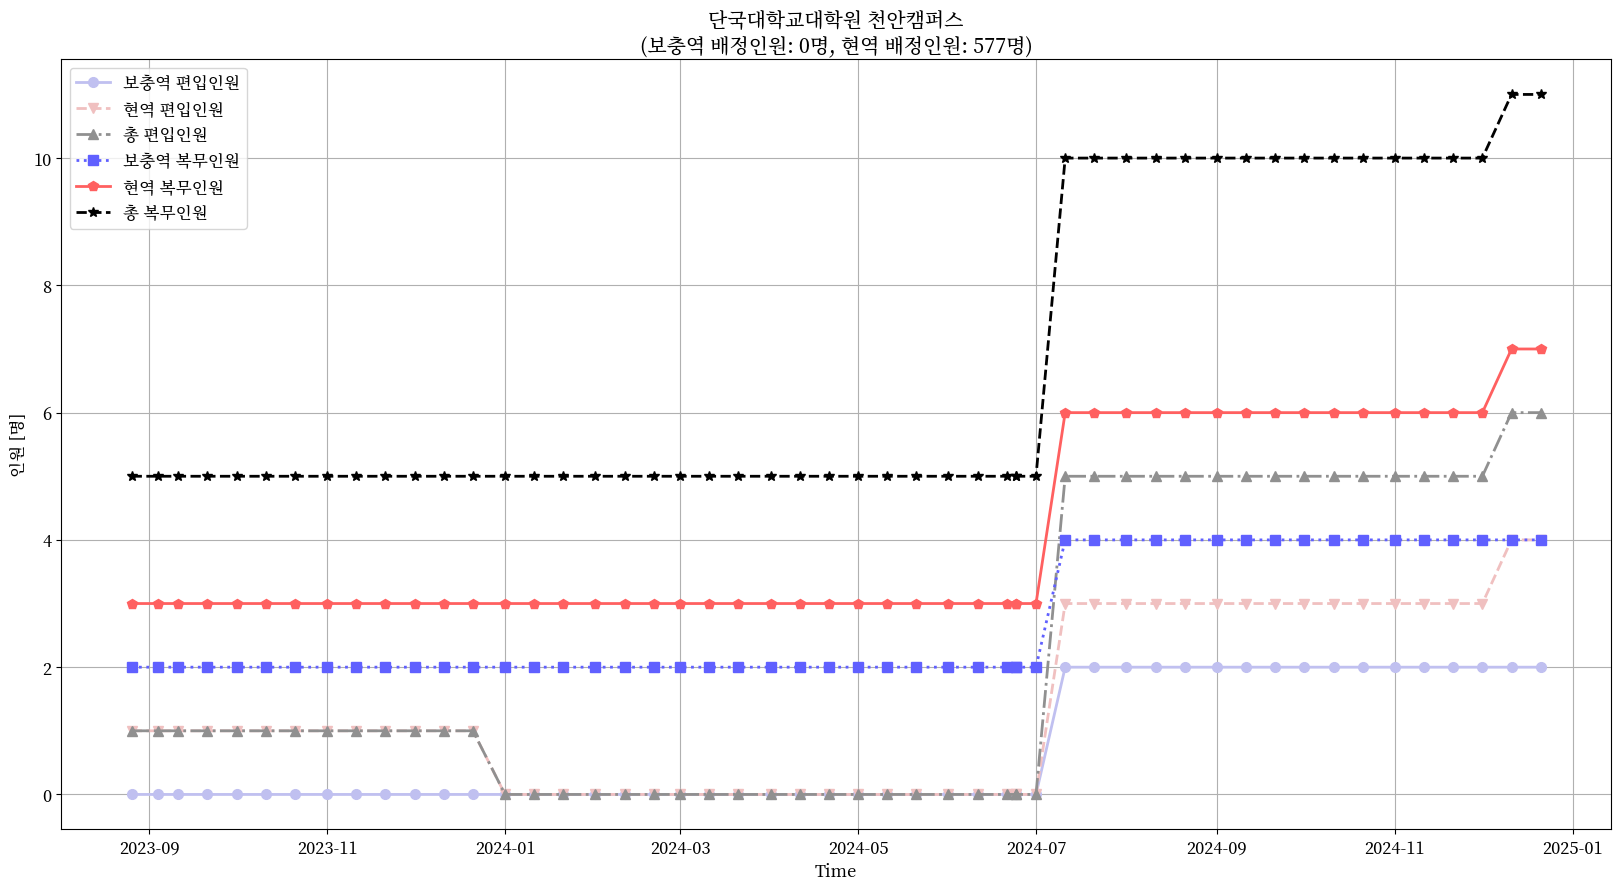 단국대학교대학원 천안캠퍼스
(보충역 배정인원: 0명, 현역 배정인원: 577명)
보충역 편입인원
현역 편입인원
총 편입인원
보충역 복무인원
현역 복무인원
총 복무인원
인원 [명]
10
8
6
4
2
0
2023-09
2023-11
2024-01
2024-03
2024-05
2024-07
2024-09
2024-11
2025-01
Time